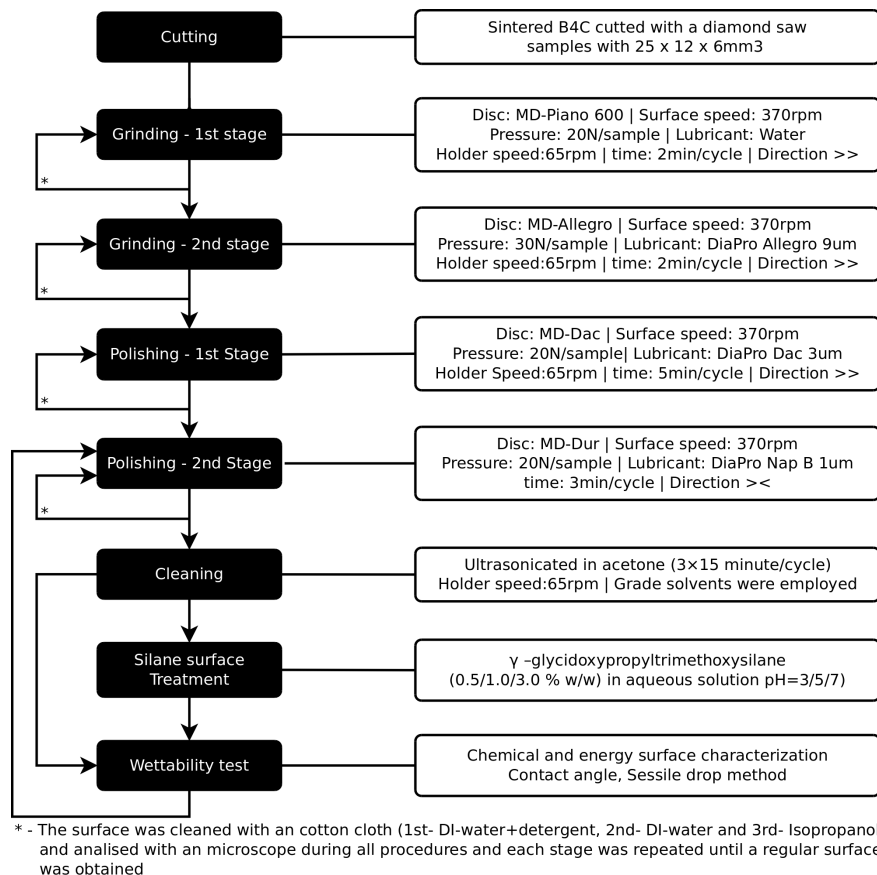 Cutting
Sintered B4C cutted with a diamond saw
samples with 25 x 12 x 6mm3
Grinding - 1st stage
Disc: MD-Piano 600 | Surface speed: 370rpm
Pressure: 20N/sample | Lubricant: Water
Holder speed:65rpm | time: 2min/cycle | Direction >>
*
Grinding - 2nd stage
Disc: MD-Allegro | Surface speed: 370rpm
Pressure: 30N/sample | Lubricant: DiaPro Allegro 9um
Holder speed:65rpm | time: 2min/cycle | Direction >>
*
Polishing - 1st Stage
Disc: MD-Dac | Surface speed: 370rpm
Pressure: 20N/sample| Lubricant: DiaPro Dac 3um
Holder Speed:65rpm | time: 5min/cycle | Direction >>
*
Polishing - 2nd Stage
Disc: MD-Dur | Surface speed: 370rpm
Pressure: 20N/sample | Lubricant: DiaPro Nap B 1um
time: 3min/cycle | Direction ><
*
Cleaning
Ultrasonicated in acetone (3×15 minute/cycle)
Holder speed:65rpm | Grade solvents were employed
Silane surface
Treatment
γ –glycidoxypropyltrimethoxysilane
(0.5/1.0/3.0 % w/w) in aqueous solution pH=3/5/7)
Wettability test
Chemical and energy surface characterization
Contact angle, Sessile drop method
* - The surface was cleaned with an cotton cloth (1st- DI-water+detergent, 2nd- DI-water and 3rd- Isopropanol
and analised with an microscope during all procedures and each stage was repeated until a regular surface
was obtained